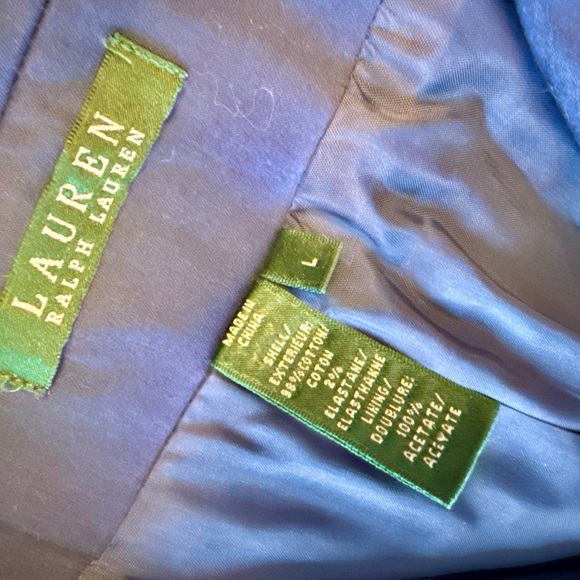 LAUREN
RALPH LAUREN
L
MADE IN
CHINA
SHELL/
EXTERIEUR:
98% COTTON/
COTON
2%
ELASTANE/
ELASTHANNE
LINING/
DOUBLURE:
100%
ACETATE/
ACETATE